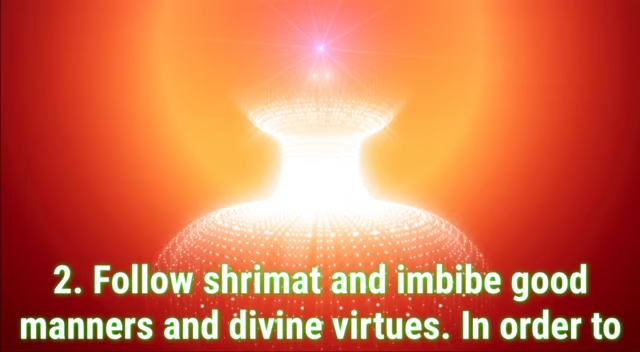 2. Follow shrimat and imbibe good
manners and divine virtues. In order to